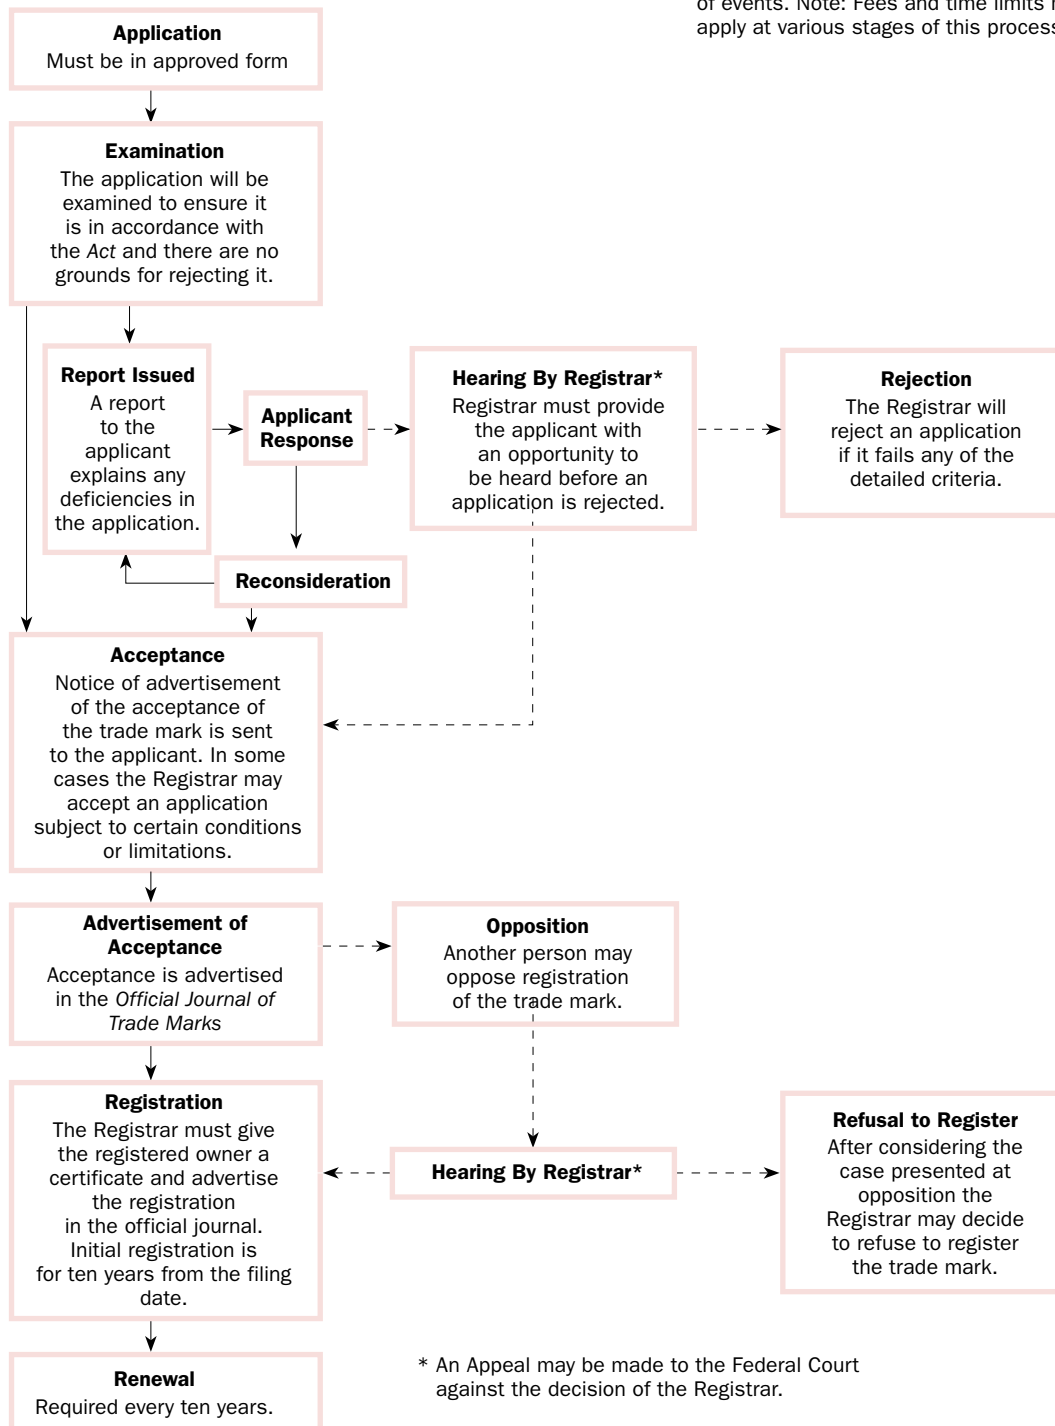 of events. Note: Fees and time limits
apply at various stages of this process
Application
Must be in approved form
Examination
The application will be
examined to ensure it
is in accordance with
the Act and there are no
grounds for rejecting it.
Report Issued
A report
to the
applicant
explains any
deficiencies in
the application.
Applicant
Response
Hearing By Registrar*
Registrar must provide
the applicant with
an opportunity to
be heard before an
application is rejected.
Rejection
The Registrar will
reject an application
if it fails any of the
detailed criteria.
Reconsideration
Acceptance
Notice of advertisement
of the acceptance of
the trade mark is sent
to the applicant. In some
cases the Registrar may
accept an application
subject to certain conditions
or limitations.
Advertisement of
Acceptance
Acceptance is advertised
in the Official Journal of
Trade Marks
Opposition
Another person may
oppose registration
of the trade mark.
Registration
The Registrar must give
the registered owner a
certificate and advertise
the registration
in the official journal.
Initial registration is
for ten years from the filing
date.
Hearing By Registrar*
Refusal to Register
After considering the
case presented at
opposition the
Registrar may decide
to refuse to register
the trade mark.
Renewal
Required every ten years.
* An Appeal may be made to the Federal Court
against the decision of the Registrar.